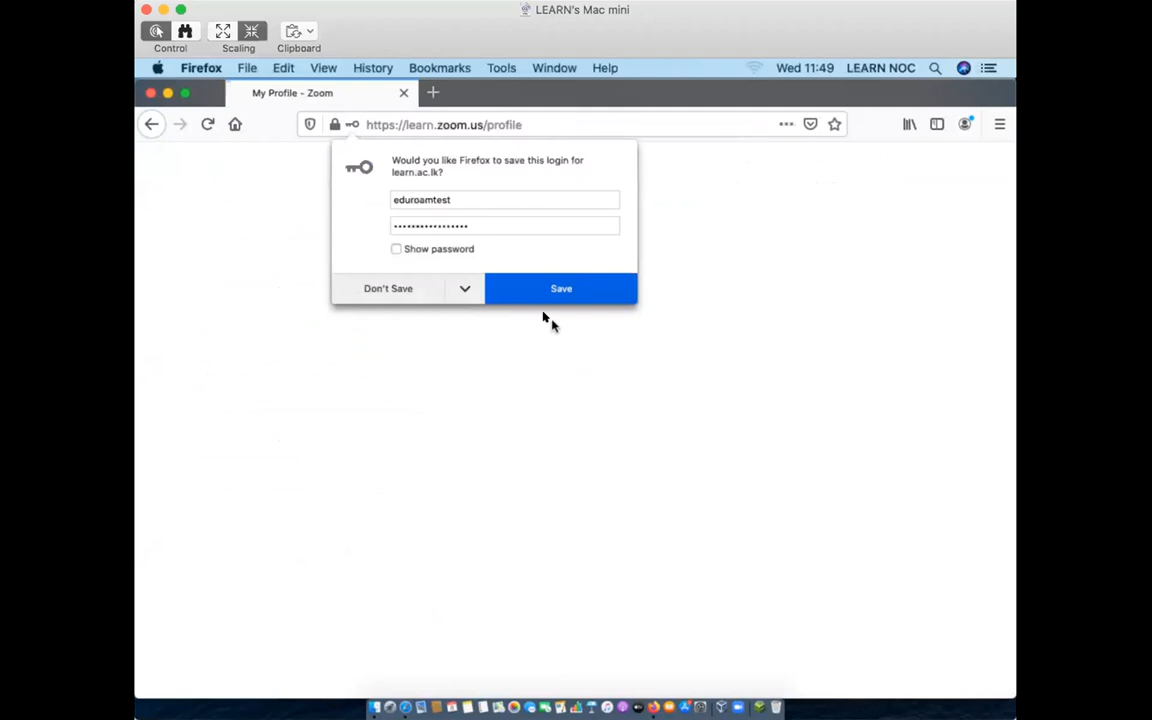 LEARN's Mac mini
Control Scaling Clipboard
Firefox File Edit View History Bookmarks Tools Window Help Wed 11:49 LEARN NOC
My Profile - Zoom
https://learn.zoom.us/profile
Would you like Firefox to save this login for
learn.ac.lk?
eduroamtest
•••••••••••••••••
Show password
Don't Save Save